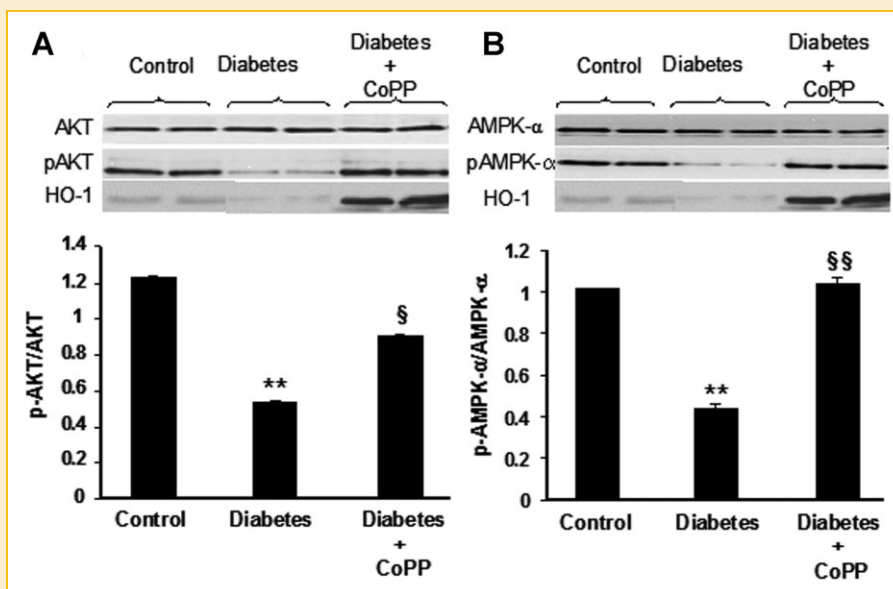 A
Control
Diabetes
Diabetes
+
CoPP
AKT
pAKT
HO-1
1.4
1.2
1
0.8
0.6
0.4
0.2
0
p-AKT/AKT
**
§
Control
Diabetes
Diabetes
+
CoPP
B
Control
Diabetes
Diabetes
+
CoPP
AMPK-α
pAMPK-α
HO-1
1.2
1
0.8
0.6
0.4
0.2
0
p-AMPK-α/AMPK-α
**
§§
Control
Diabetes
Diabetes
+
CoPP